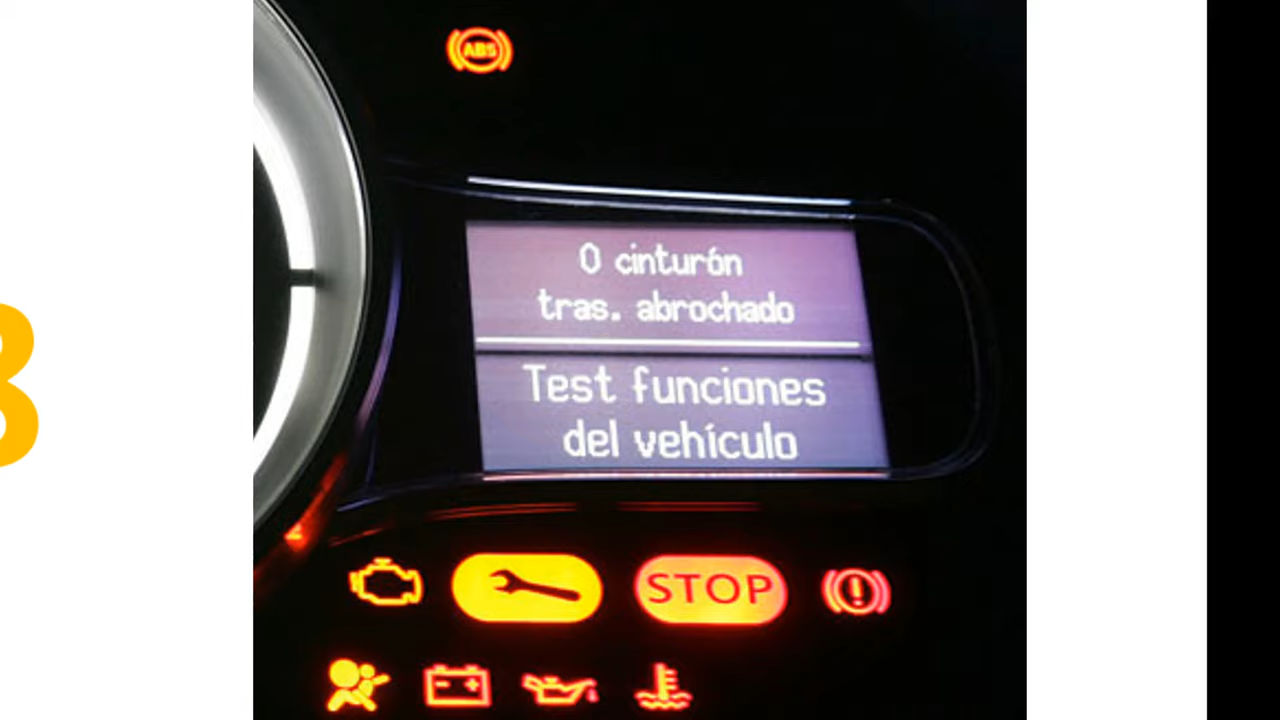 ABS
0 cinturón
tras. abrochado
Test funciones
del vehículo
STOP